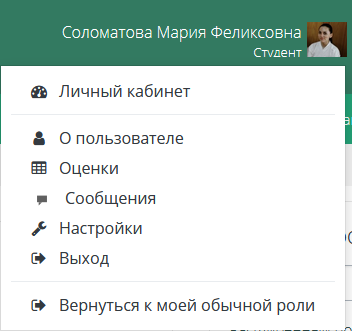 Соломатова Мария Феликсовна
Студент
Личный кабинет
О пользователе
Оценки
Сообщения
Настройки
Выход
Вернуться к моей обычной роли